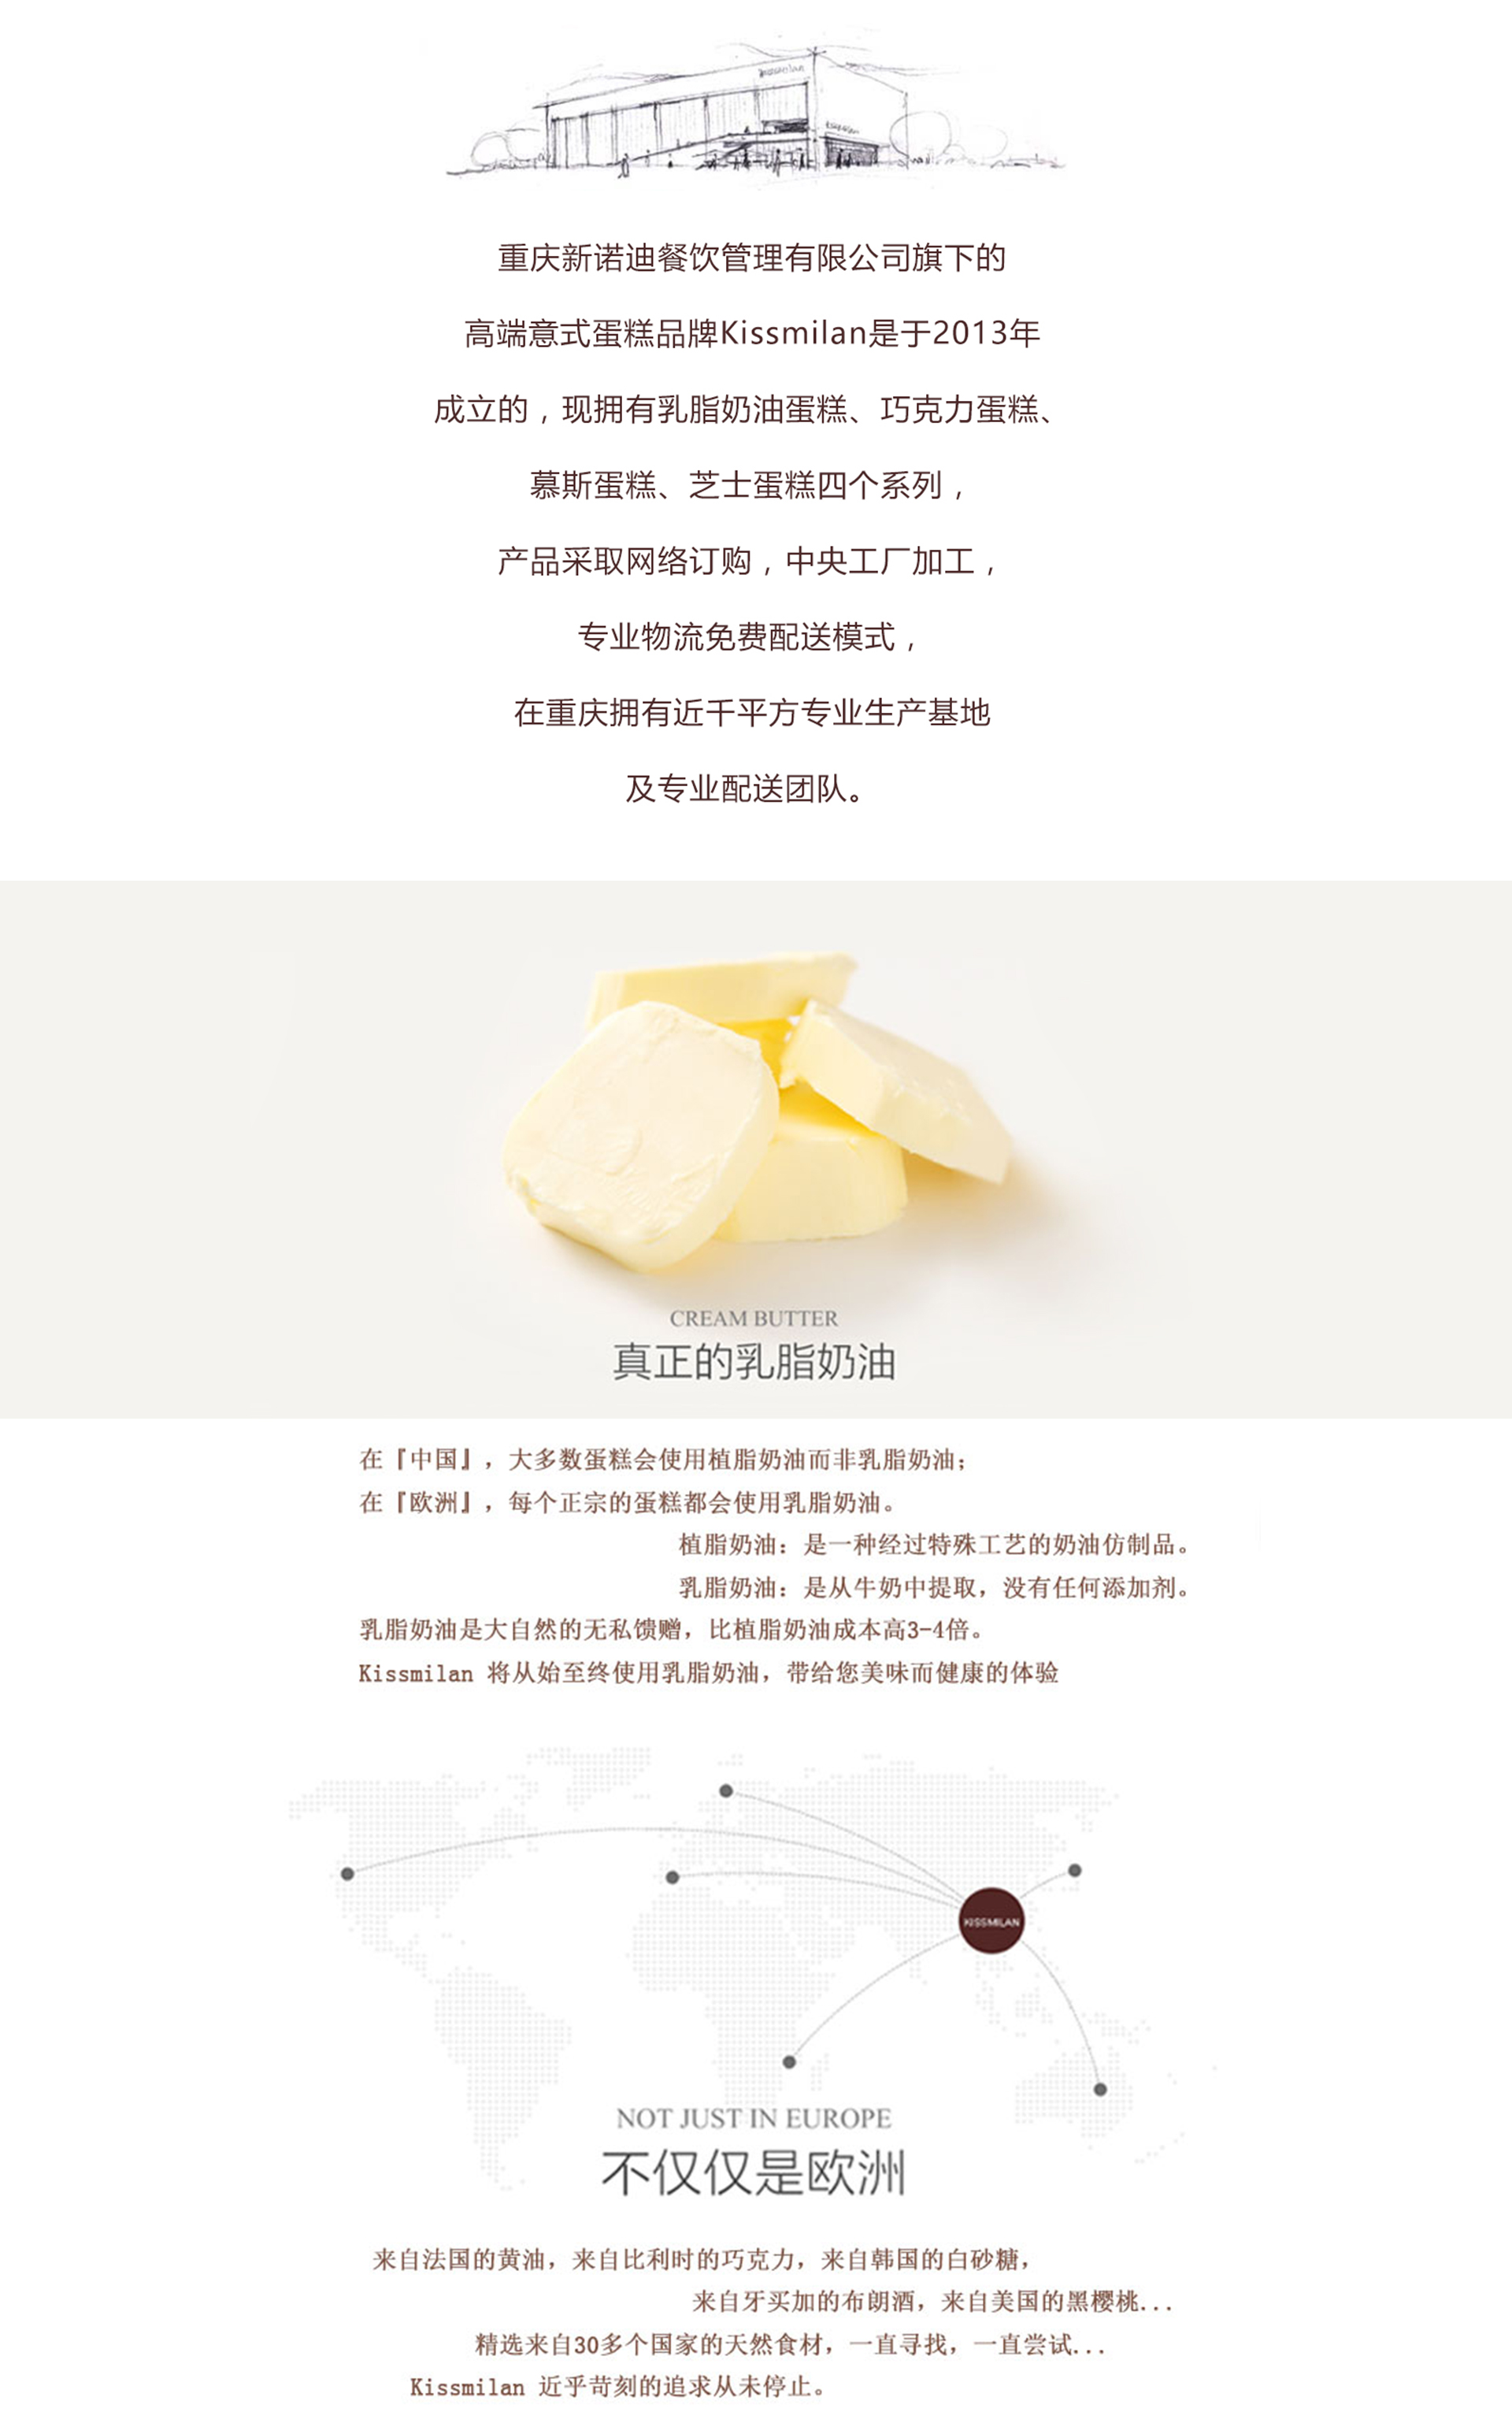 重庆新诺迪餐饮管理有限公司旗下的
高端意式蛋糕品牌Kissmilan是于2013年
成立的，现拥有乳脂奶油蛋糕、巧克力蛋糕、
慕斯蛋糕、芝士蛋糕四个系列，
产品采取网络订购，中央工厂加工，
专业物流免费配送模式，
在重庆拥有近千平方专业生产基地
及专业配送团队。
CREAM BUTTER
真正的乳脂奶油
在『中国』，大多数蛋糕会使用植脂奶油而非乳脂奶油；
在『欧洲』，每个正宗的蛋糕都会使用乳脂奶油。
植脂奶油：是一种经过特殊工艺的奶油仿制品。
乳脂奶油：是从牛奶中提取，没有任何添加剂。
乳脂奶油是大自然的无私馈赠，比植脂奶油成本高3-4倍。
Kissmilan 将从始至终使用乳脂奶油，带给您美味而健康的体验
KISSMILAN
NOT JUST IN EUROPE
不仅仅是欧洲
来自法国的黄油，来自比利时的巧克力，来自韩国的白砂糖，
来自牙买加的布朗酒，来自美国的黑樱桃...
精选来自30多个国家的天然食材，一直寻找，一直尝试...
Kissmilan 近乎苛刻的追求从未停止。